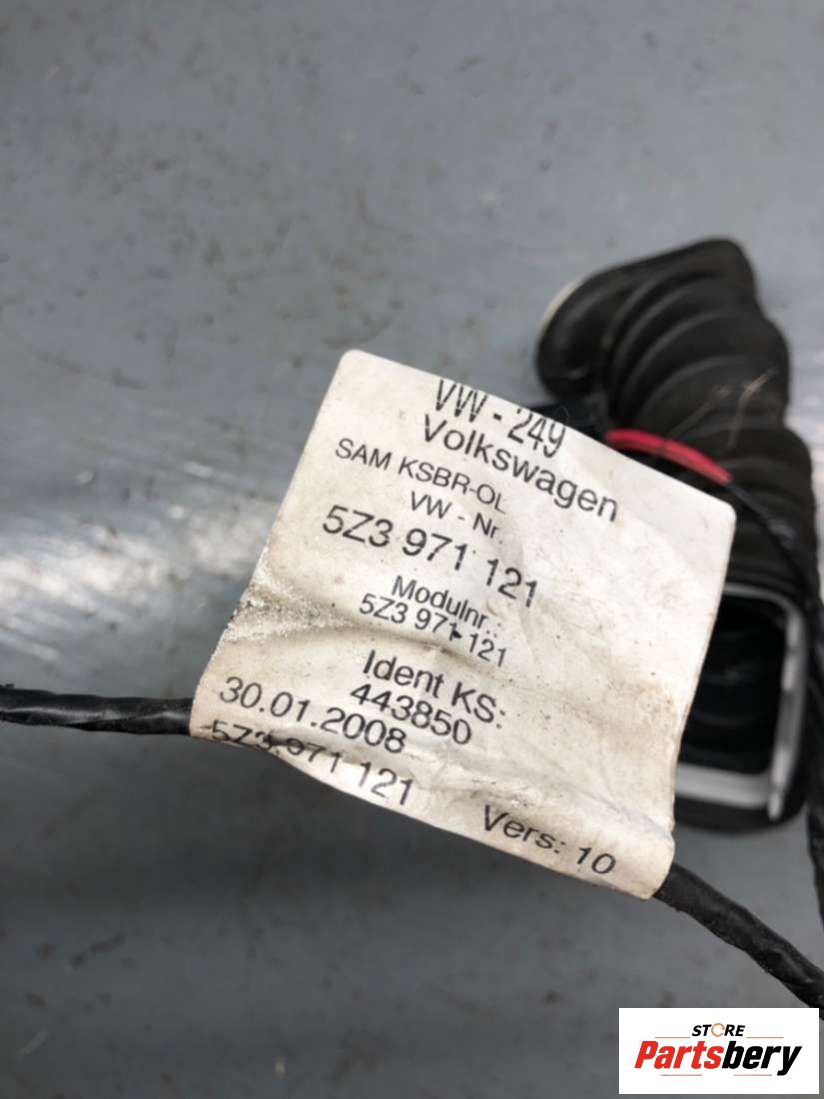 VW - 249
Volkswagen
SAM KSBR-OL
VW - Nr.
5Z3 971 121
Modulnr.:
5Z3 971 121
Ident KS:
443850
30.01.2008
5Z3 971 121
Vers: 10
STORE
Partsbery